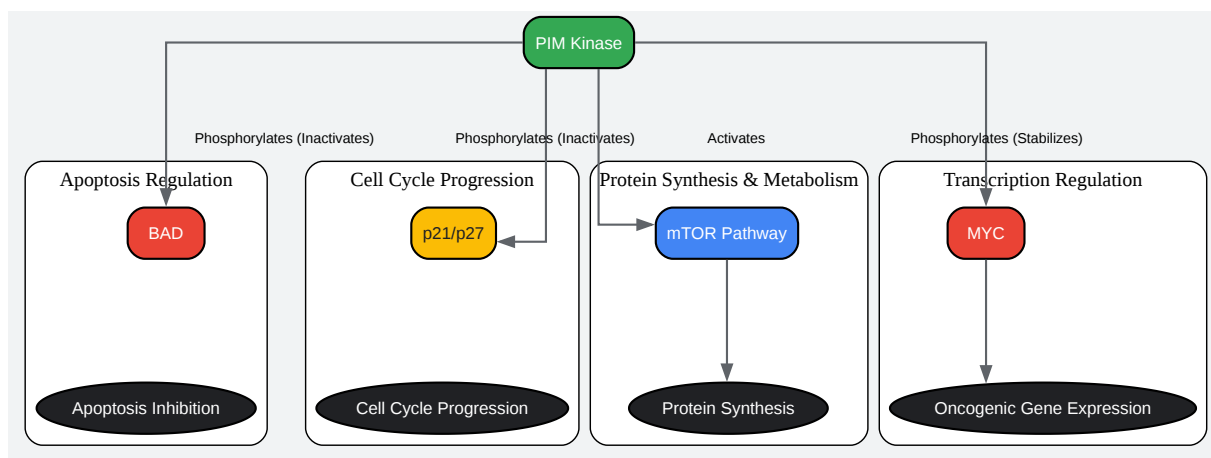 PIM Kinase
Phosphorylates (Inactivates)
Phosphorylates (Inactivates)
Activates
Phosphorylates (Stabilizes)
Apoptosis Regulation
Cell Cycle Progression
Protein Synthesis & Metabolism
Transcription Regulation
BAD
p21/p27
mTOR Pathway
MYC
Apoptosis Inhibition
Cell Cycle Progression
Protein Synthesis
Oncogenic Gene Expression